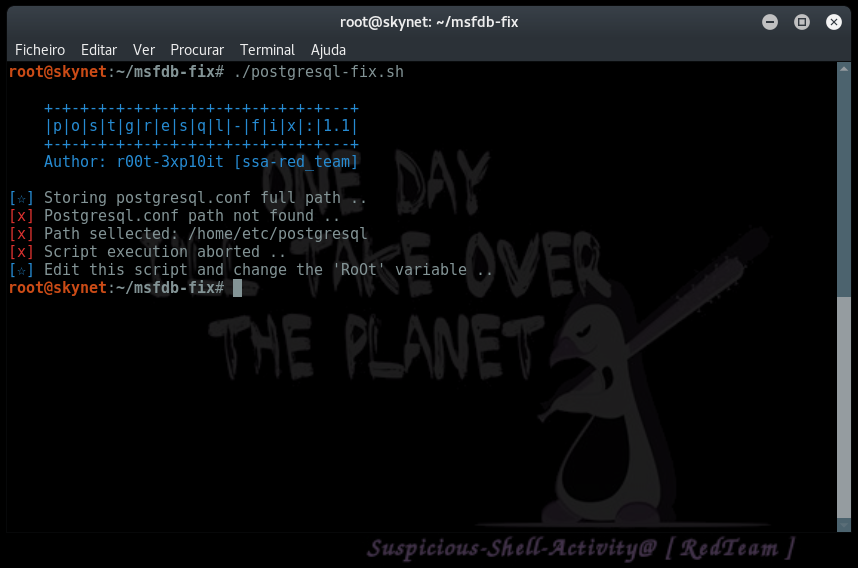 root@skynet: ~/msfdb-fix
Ficheiro Editar Ver Procurar Terminal Ajuda
root@skynet:~/msfdb-fix# ./postgresql-fix.sh
+-+-+-+-+-+-+-+-+-+-+-+-+-+-+-+---+
|p|o|s|t|g|r|e|s|q|l|-|f|i|x|:|1.1|
+-+-+-+-+-+-+-+-+-+-+-+-+-+-+-+---+
Author: r00t-3xp10it [ssa-red_team]
[☆] Storing postgresql.conf full path ..
[x] Postgresql.conf path not found ..
[x] Path sellected: /home/etc/postgresql
[x] Script execution aborted ..
[☆] Edit this script and change the 'RoOt' variable ..
root@skynet:~/msfdb-fix#
ONE DAY
I'LL TAKE OVER
THE PLANET
Suspicious-Shell-Activity@ [ RedTeam ]